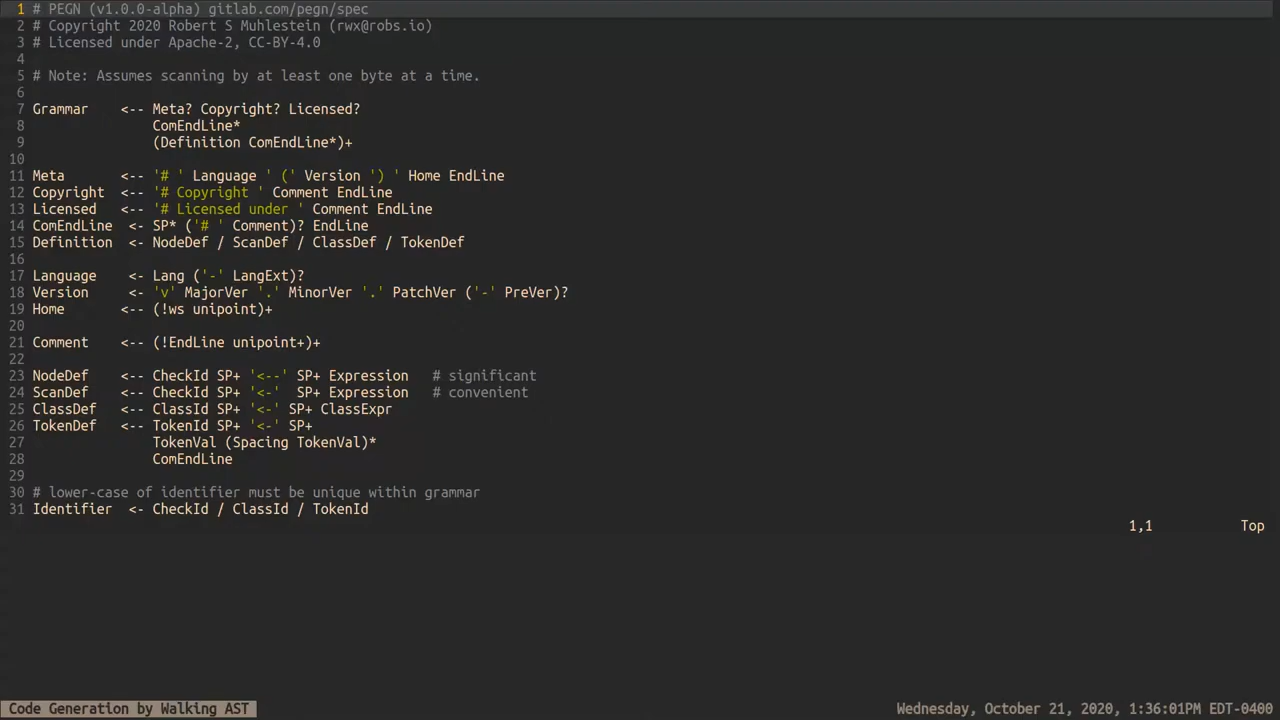 1 # PEGN (v1.0.0-alpha) gitlab.com/pegn/spec
2 # Copyright 2020 Robert S Muhlestein (rwx@robs.io)
3 # Licensed under Apache-2, CC-BY-4.0
4
5 # Note: Assumes scanning by at least one byte at a time.
6
7 Grammar    <-- Meta? Copyright? Licensed?
8                ComEndLine*
9                (Definition ComEndLine*)+
10
11 Meta       <-- '# ' Language ' (' Version ') ' Home EndLine
12 Copyright  <-- '# Copyright ' Comment EndLine
13 Licensed   <-- '# Licensed under ' Comment EndLine
14 ComEndLine  <- SP* ('# ' Comment)? EndLine
15 Definition  <- NodeDef / ScanDef / ClassDef / TokenDef
16
17 Language    <- Lang ('-' LangExt)?
18 Version     <- 'v' MajorVer '.' MinorVer '.' PatchVer ('-' PreVer)?
19 Home       <-- (!ws unipoint)+
20
21 Comment    <-- (!EndLine unipoint+)+
22
23 NodeDef    <-- CheckId SP+ '<--' SP+ Expression   # significant
24 ScanDef    <-- CheckId SP+ '<-'  SP+ Expression   # convenient
25 ClassDef   <-- ClassId SP+ '<-' SP+ ClassExpr
26 TokenDef   <-- TokenId SP+ '<-' SP+
27                TokenVal (Spacing TokenVal)*
28                ComEndLine
29
30 # lower-case of identifier must be unique within grammar
31 Identifier  <- CheckId / ClassId / TokenId
1,1 Top
Code Generation by Walking AST
Wednesday, October 21, 2020, 1:36:01PM EDT-0400